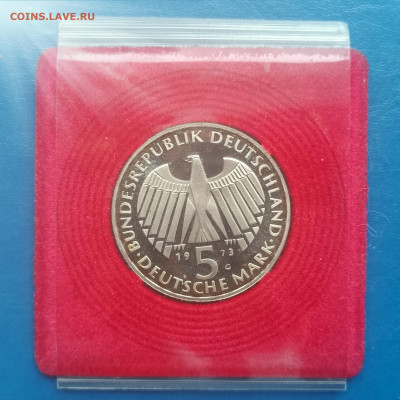 COINS.LAVE.RU
BUNDESREPUBLIK DEUTSCHLAND
19 73
5
G
DEUTSCHE MARK